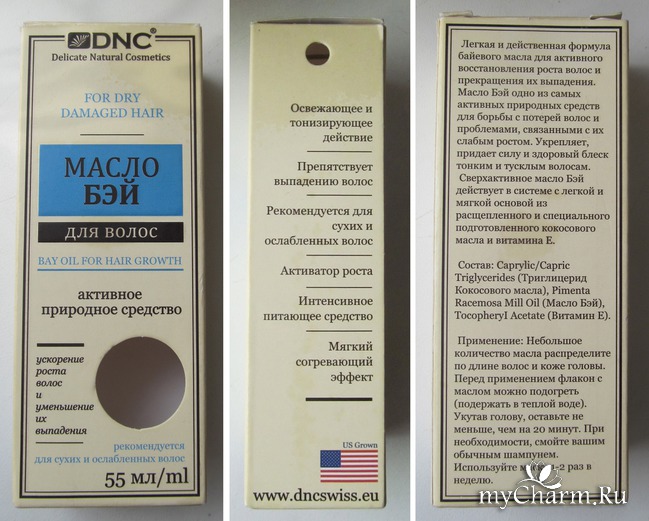 DNC®
Delicate Natural Cosmetics
FOR DRY
DAMAGED HAIR
МАСЛО
БЭЙ
ДЛЯ ВОЛОС
BAY OIL FOR HAIR GROWTH
активное
природное средство
ускорение
роста
волос
и
уменьшение
их
выпадения
рекомендуется
для сухих и ослабленных волос
55 мл/ml
Освежающее и
тонизирующее
действие
Препятствует
выпадению волос
Рекомендуется для
сухих и
ослабленных волос
Активатор роста
Интенсивное
питающее средство
Мягкий
согревающий
эффект
US Grown
www.dncswiss.eu
Легкая и действенная формула
байевого масла для активного
восстановления роста волос и
прекращения их выпадения.
Масло Бэй одно из самых
активных природных средств
для борьбы с потерей волос и
проблемами, связанными с их
слабым ростом. Укрепляет,
придает силу и здоровый блеск
тонким и тусклым волосам.
Сверхактивное масло Бэй
действует в системе с легкой и
мягкой основой из
расщепленного и специального
подготовленного кокосового
масла и витамина Е.
Состав: Caprylic/Capric
Triglycerides (Триглицерид
Кокосового масла), Pimenta
Racemosa Mill Oil (Масло Бэй),
Tocopheryl Acetate (Витамин Е).
Применение: Небольшое
количество масла распределите
по длине волос и коже головы.
Перед применением флакон с
маслом можно подогреть
(подержать в теплой воде).
Укутав голову, оставьте не
меньше, чем на 20 минут. При
необходимости, смойте вашим
обычным шампунем.
Используйте 1-2 раз в
неделю.
myCharm.Ru